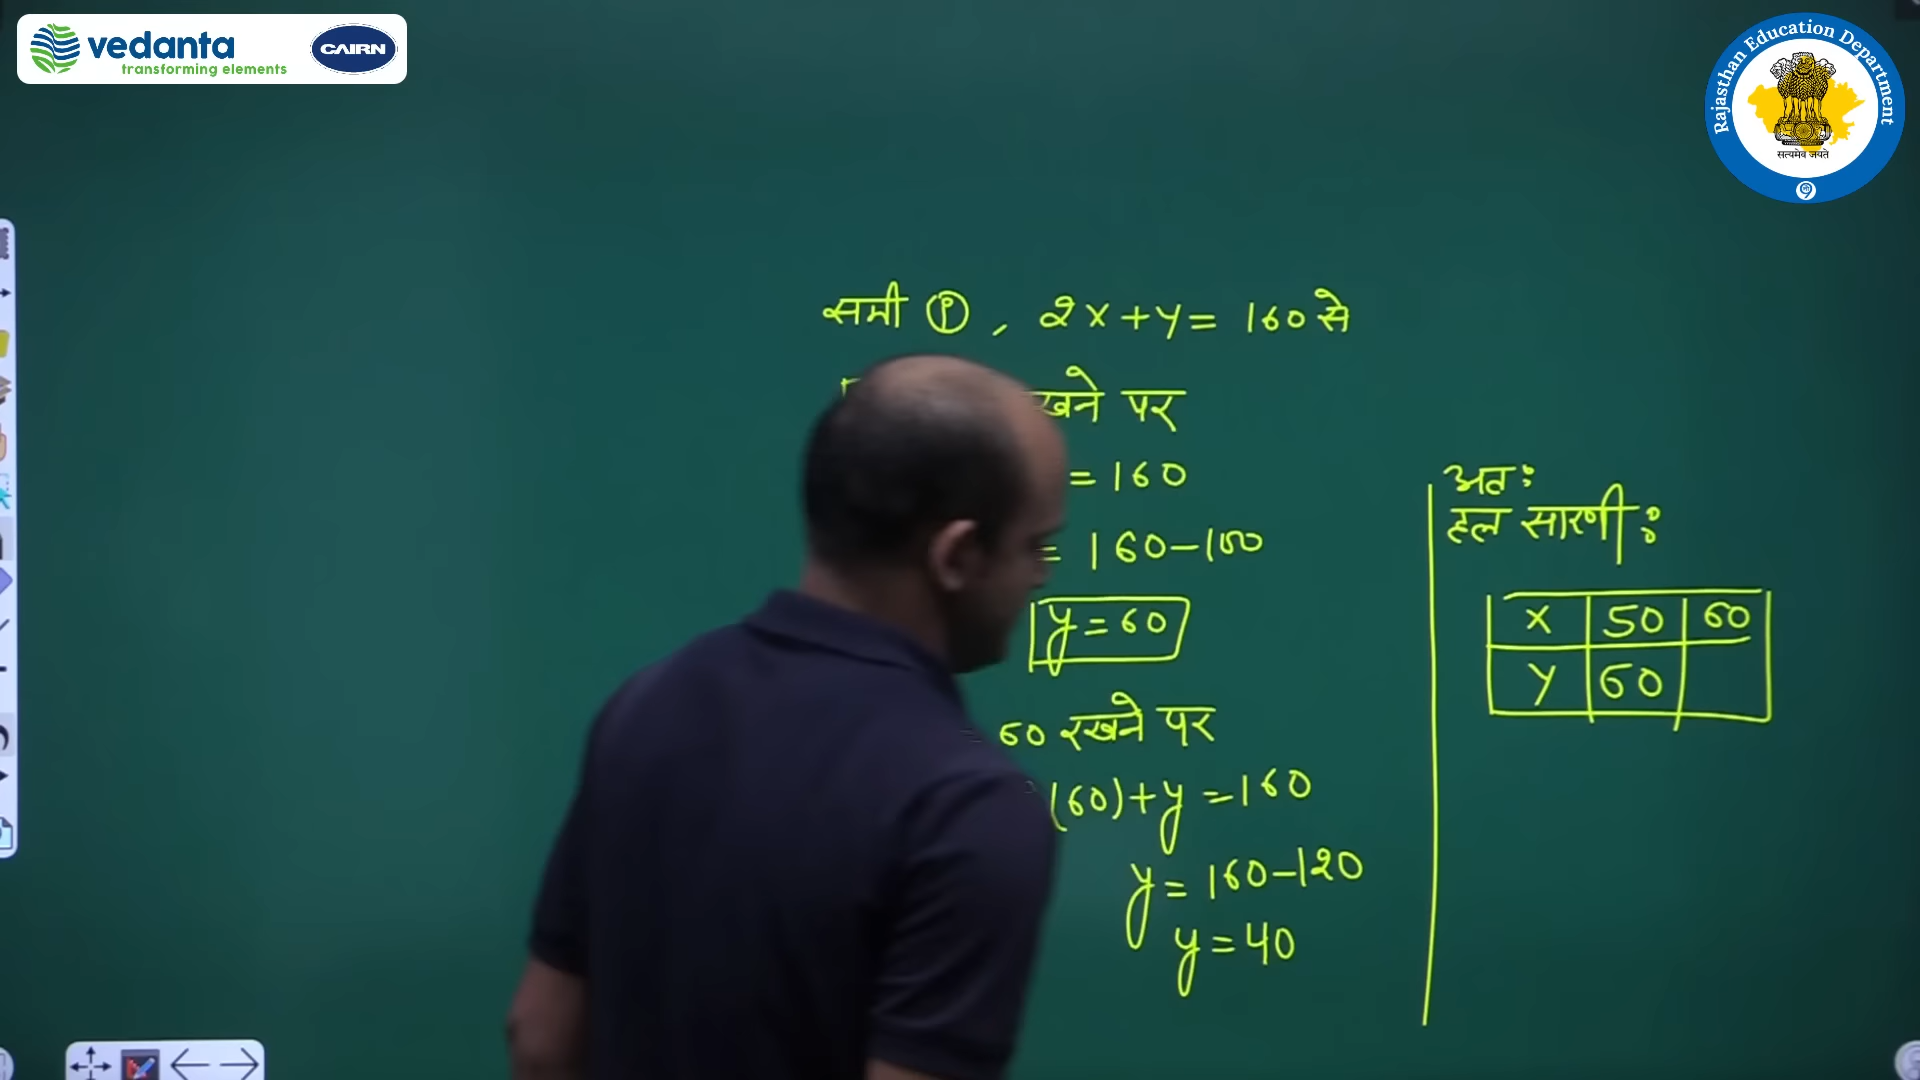 vedanta
transforming elements
CAIRN
Rajasthan Education Department
सत्यमेव जयते
समी ①, 2x+y= 160 से
रखने पर
= 160
= 160-100
y=60
60 रखने पर
(60)+y =160
y= 160-120
y=40
अतः
हल सारणी:
x 50 60
y 60